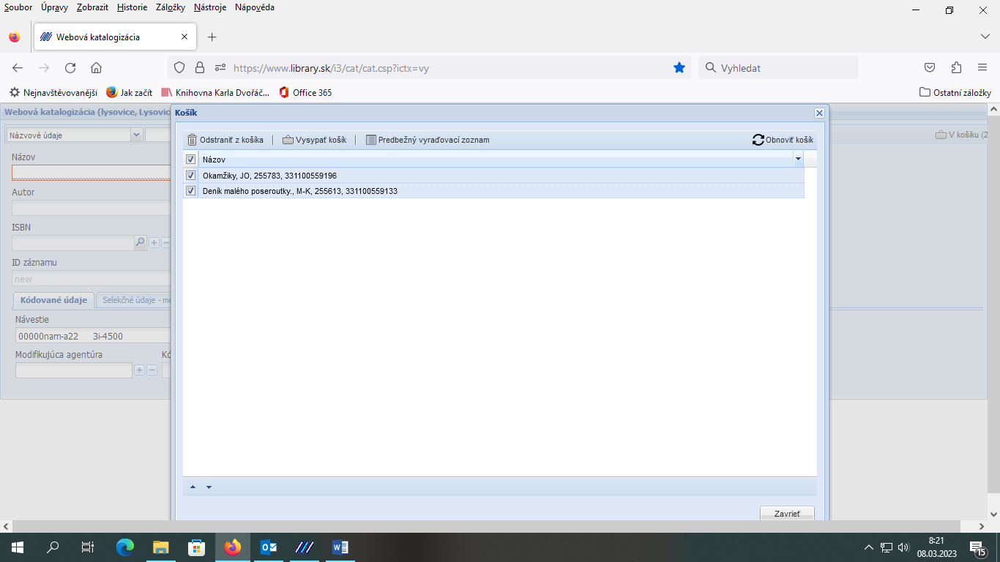 Soubor Úpravy Zobrazit Historie Záložky Nástroje Nápověda
Webová katalogizácia
https://www.library.sk/i3/cat/cat.csp?ictx=vy
Vyhledat
Nejnavštěvovanější Jak začít Knihovna Karla Dvořáč... Office 365 Ostatní záložky
Webová katalogizácia (lysovice, Lysovic
Košík
Názvové údaje
Odstraniť z košíka Vysypať košík Predbežný vyraďovací zoznam Obnoviť košík
V košíku (2
Názov
Názov
Okamžiky, JO, 255783, 331100559196
Deník malého poseroutky., M-K, 255613, 331100559133
Autor
ISBN
ID záznamu
new
Kódované údaje Selekčné údaje - me
Návestie
00000nam-a22 3i-4500
Modifikujúca agentúra Kó
Zavrieť
8:21
08.03.2023
15